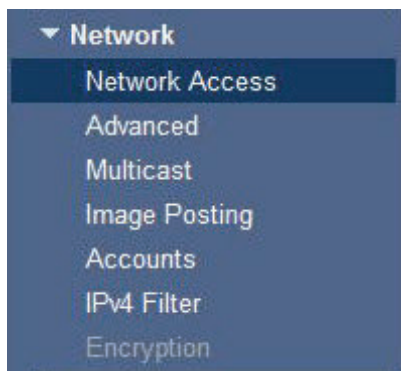 Network
Network Access
Advanced
Multicast
Image Posting
Accounts
IPv4 Filter
Encryption